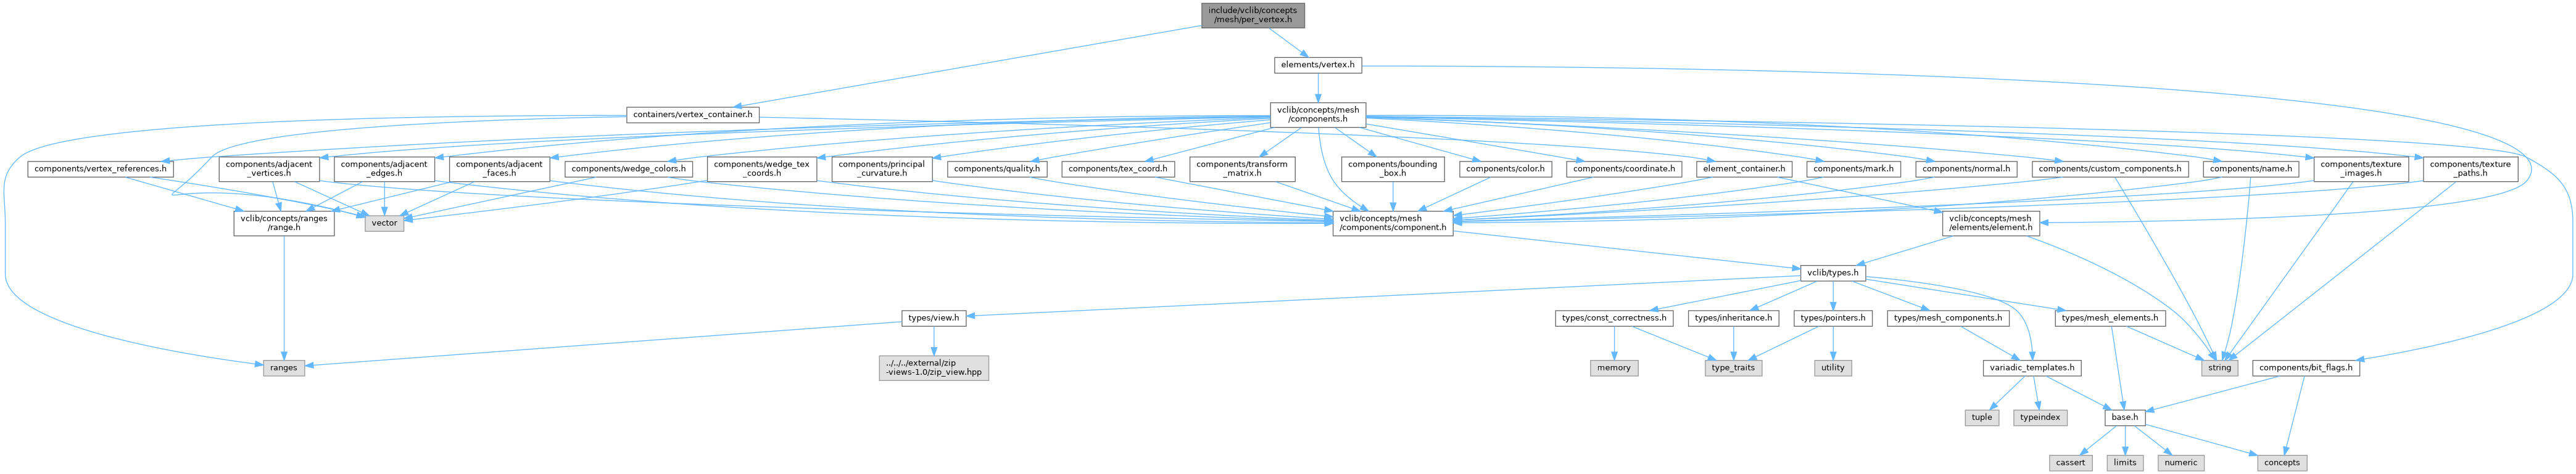 include/vclib/concepts
/mesh/per_vertex.h
elements/vertex.h
containers/vertex_container.h
vclib/concepts/mesh
/components.h
components/vertex_references.h
components/adjacent
_vertices.h
components/adjacent
_edges.h
components/adjacent
_faces.h
components/wedge_colors.h
components/wedge_tex
_coords.h
components/principal
_curvature.h
components/quality.h
components/tex_coord.h
components/transform
_matrix.h
components/bounding
_box.h
components/color.h
components/coordinate.h
element_container.h
components/mark.h
components/normal.h
components/custom_components.h
components/name.h
components/texture
_images.h
components/texture
_paths.h
vclib/concepts/ranges
/range.h
vector
vclib/concepts/mesh
/components/component.h
vclib/concepts/mesh
/elements/element.h
vclib/types.h
types/view.h
types/const_correctness.h
types/inheritance.h
types/pointers.h
types/mesh_components.h
types/mesh_elements.h
ranges
../../../external/zip
-views-1.0/zip_view.hpp
memory
type_traits
utility
variadic_templates.h
string
components/bit_flags.h
tuple
typeindex
base.h
cassert
limits
numeric
concepts